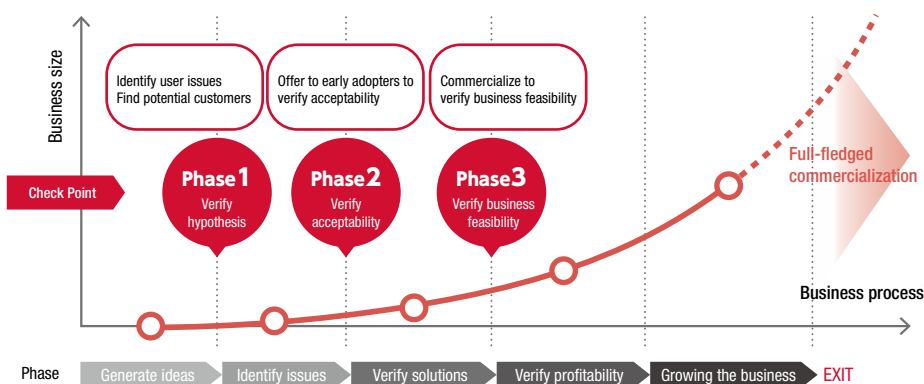 Business size
Identify user issues
Find potential customers
Offer to early adopters to
verify acceptability
Commercialize to
verify business feasibility
Check Point
Phase1
Verify
hypothesis
Phase2
Verify
acceptability
Phase3
Verify business
feasibility
Full-fledged
commercialization
Business process
Phase
Generate ideas
Identify issues
Verify solutions
Verify profitability
Growing the business
EXIT